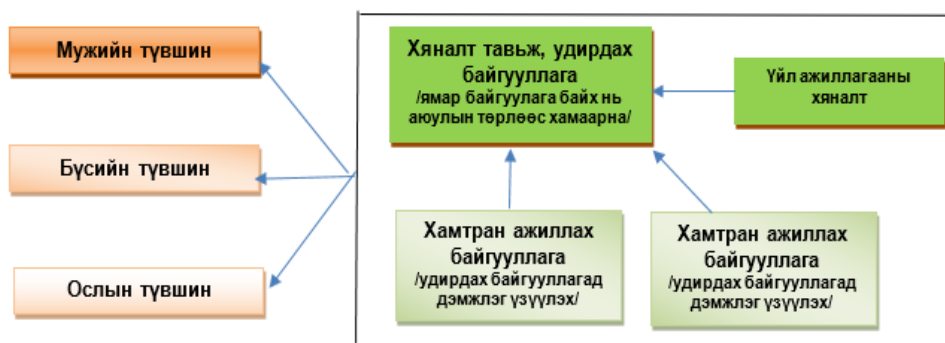 Мужийн түвшин
Бүсийн түвшин
Ослын түвшин
Хяналт тавьж, удирдах
байгууллага
/ямар байгуулага байх нь
аюулын төрлөөс хамаарна/
Үйл ажиллагааны
хяналт
Хамтран ажиллах
байгууллага
/удирдах байгууллагад
дэмжлэг үзүүлэх/
Хамтран ажиллах
байгууллага
/удирдах байгууллагад
дэмжлэг үзүүлэх/